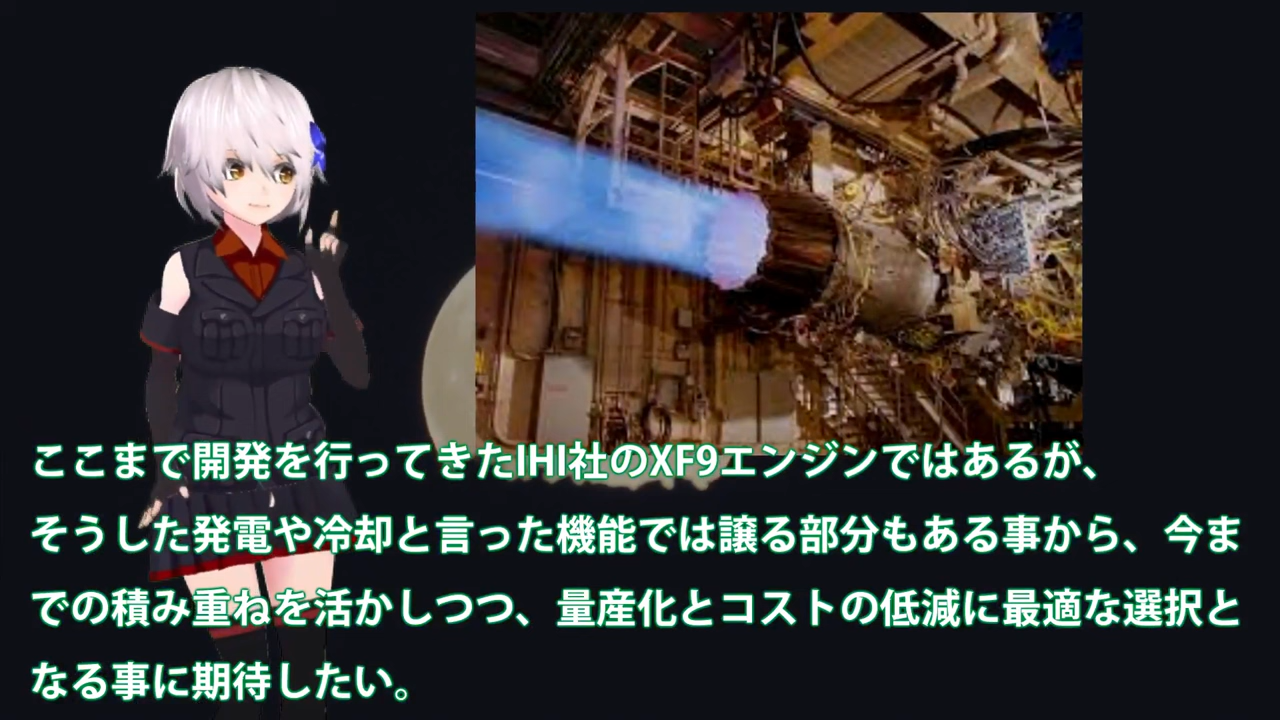 ここまで開発を行ってきたIHI社のXF9エンジンではあるが、
そうした発電や冷却と言った機能では譲る部分もある事から、今ま
での積み重ねを活かしつつ、量産化とコストの低減に最適な選択と
なる事に期待したい。